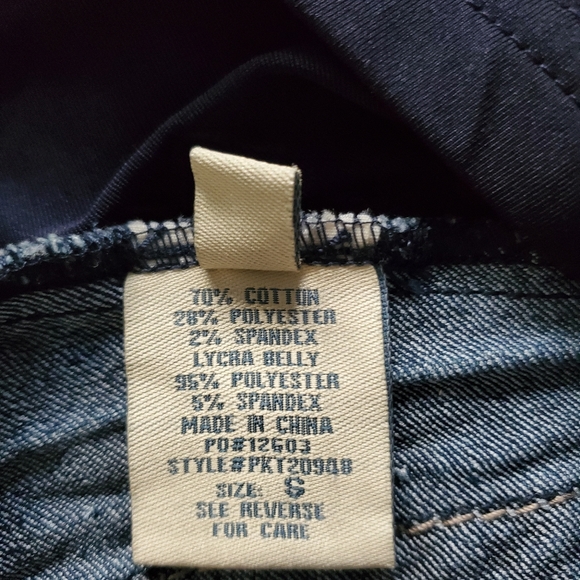 70% COTTON
28% POLYESTER
2% SPANDEX
LYCRA BELLY
95% POLYESTER
5% SPANDEX
MADE IN CHINA
PO#12603
STYLE#PKT20948
SIZE: S
SEE REVERSE
FOR CARE